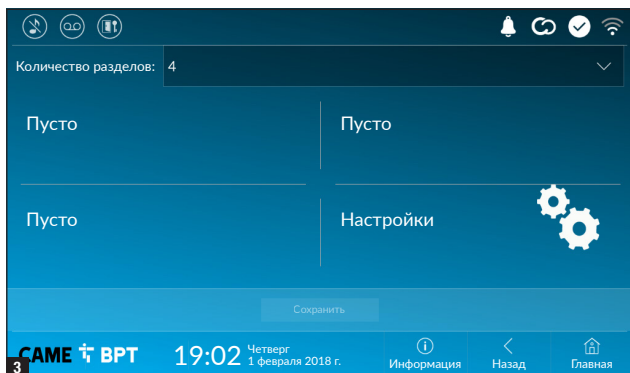 Количество разделов: 4
Пусто
Пусто
Пусто
Настройки
Сохранить
3
CAME BPT
19:02
Четверг
1 февраля 2018 г.
Информация
Назад
Главная